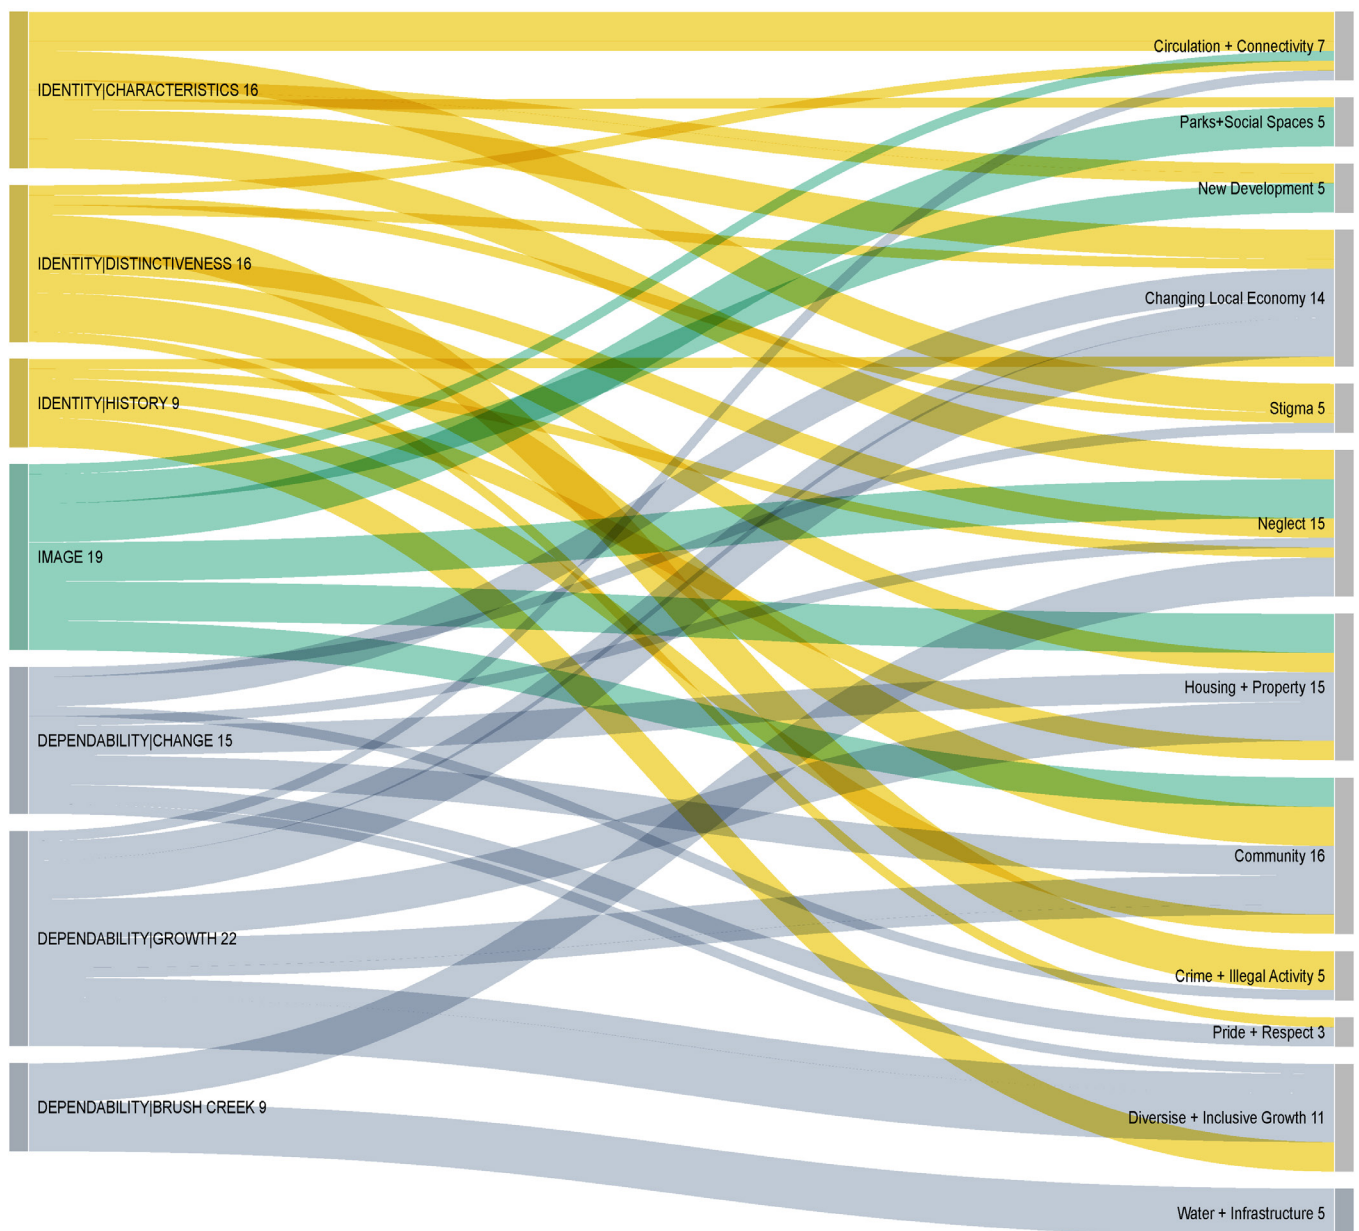 IDENTITY|CHARACTERISTICS 16
IDENTITY|DISTINCTIVENESS 16
IDENTITY|HISTORY 9
IMAGE 19
DEPENDABILITY|CHANGE 15
DEPENDABILITY|GROWTH 22
DEPENDABILITY|BRUSH CREEK 9
Circulation + Connectivity 7
Parks+Social Spaces 5
New Development 5
Changing Local Economy 14
Stigma 5
Neglect 15
Housing + Property 15
Community 16
Crime + Illegal Activity 5
Pride + Respect 3
Diversise + Inclusive Growth 11
Water + Infrastructure 5